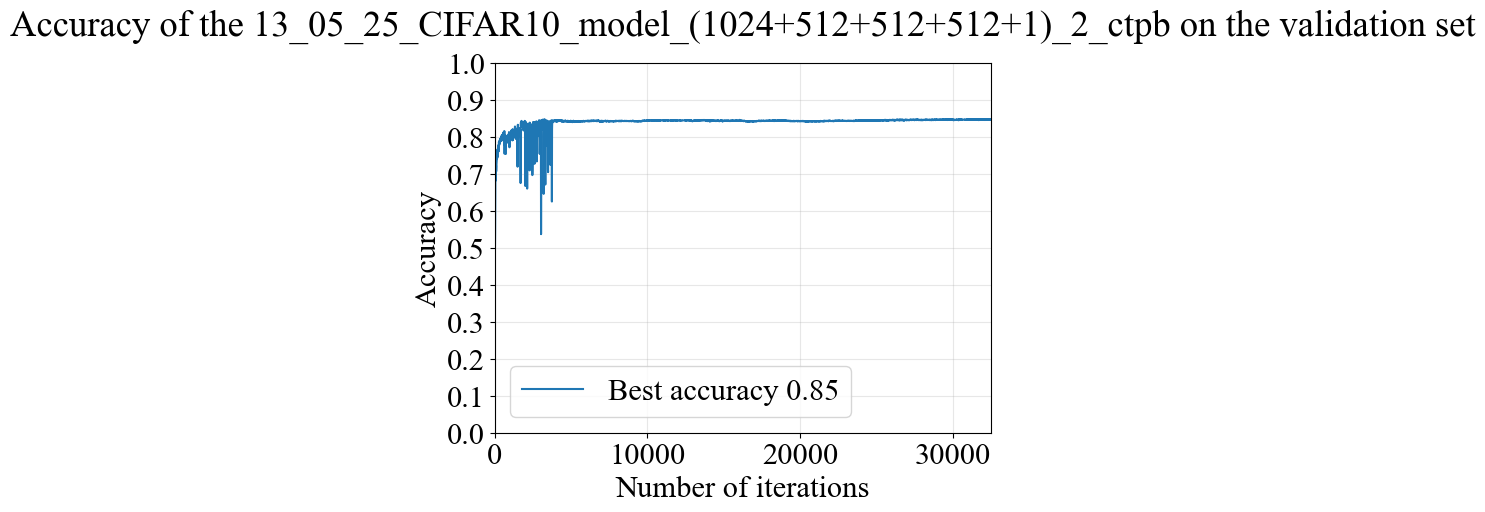 Accuracy of the 13_05_25_CIFAR10_model_(1024+512+512+512+1)_2_ctpb on the validation set
1.0
0.9
0.8
0.7
0.6
0.5
0.4
0.3
0.2
0.1
0.0
Accuracy
Best accuracy 0.85
0 10000 20000 30000
Number of iterations